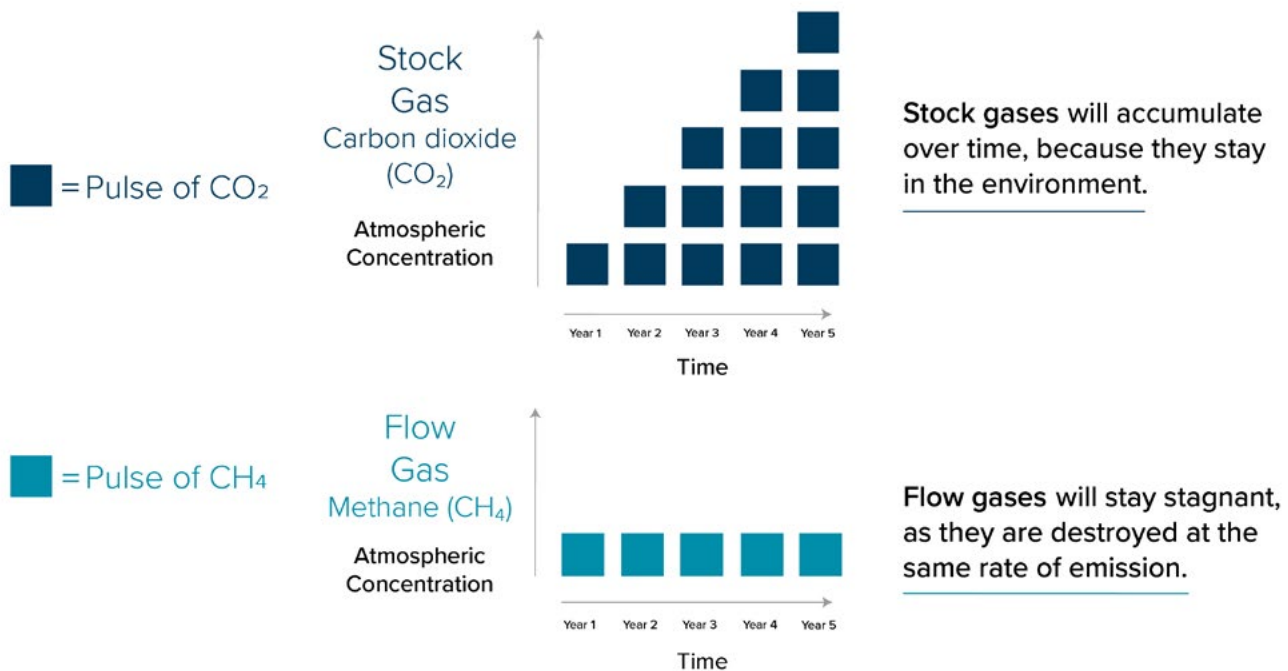 = Pulse of CO₂
Stock
Gas
Carbon dioxide
(CO₂)
Atmospheric
Concentration
Year 1 Year 2 Year 3 Year 4 Year 5
Time
Stock gases will accumulate
over time, because they stay
in the environment.
= Pulse of CH₄
Flow
Gas
Methane (CH₄)
Atmospheric
Concentration
Year 1 Year 2 Year 3 Year 4 Year 5
Time
Flow gases will stay stagnant,
as they are destroyed at the
same rate of emission.